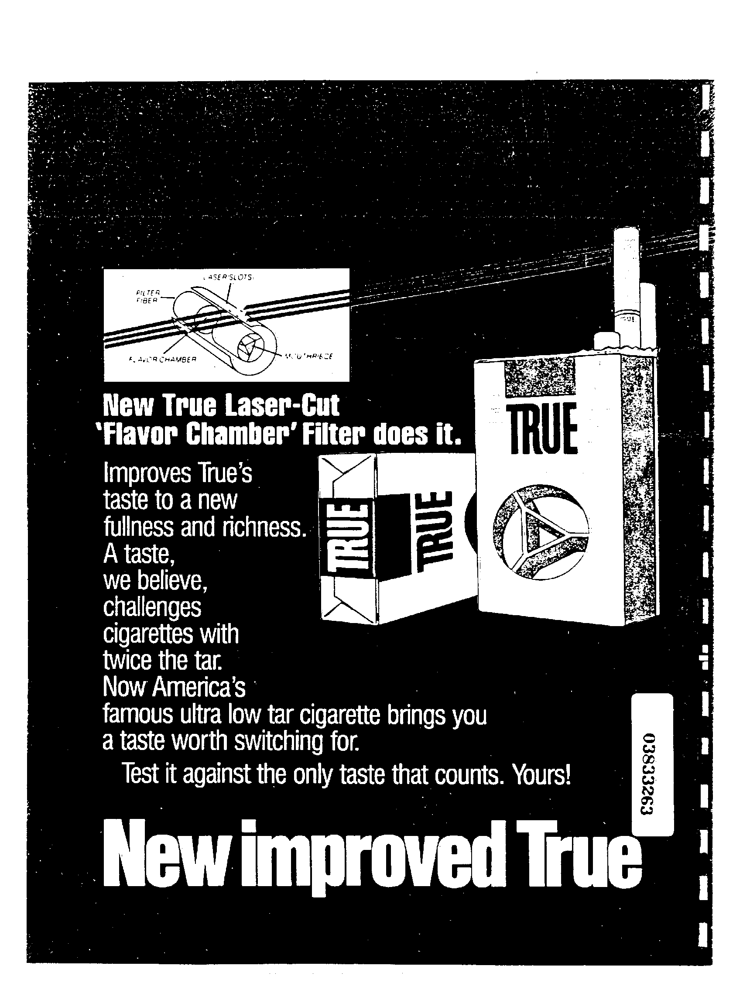 LASER SLOTS
FILTER
FIBER
FLAVOR CHAMBER
MOUTHPIECE
New True Laser-Cut
'Flavor Chamber' Filter does it.
TRUE
TRUE
TRUE
TRUE
Improves True's
taste to a new
fullness and richness.
A taste,
we believe,
challenges
cigarettes with
twice the tar.
Now America's
famous ultra low tar cigarette brings you
a taste worth switching for.
Test it against the only taste that counts. Yours!
03833263
New improved True